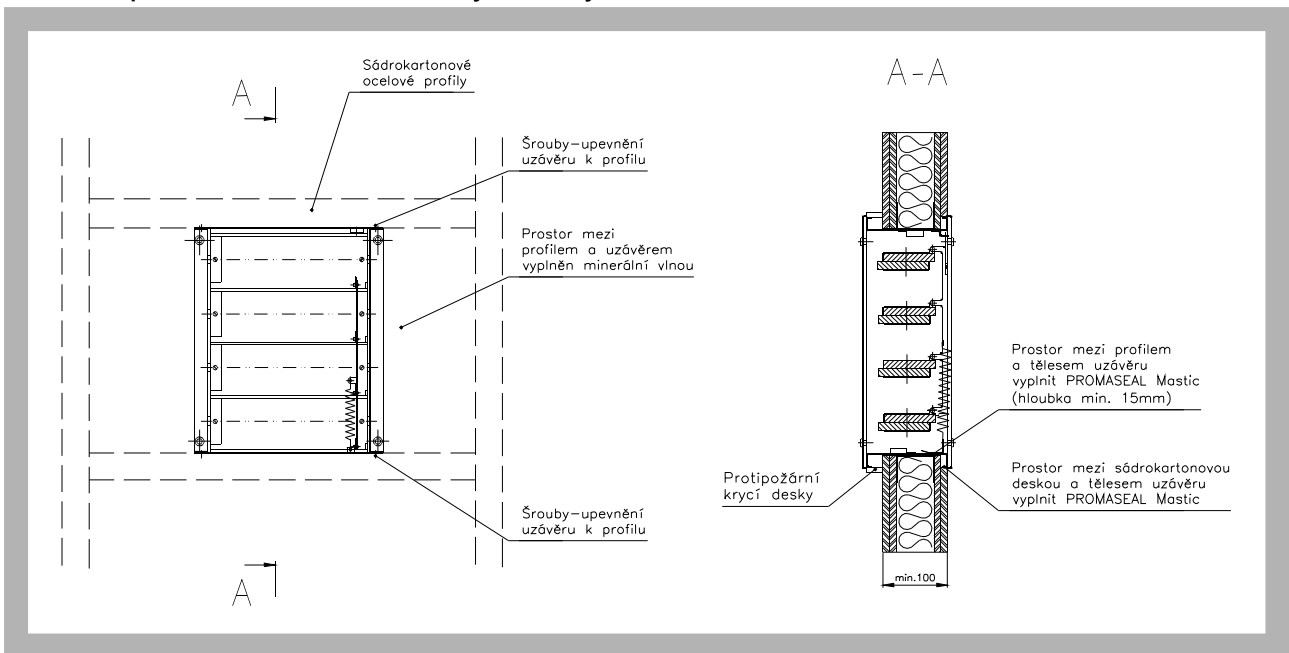 A
Sádrokartonové
ocelové profily
Šrouby-upevnění
uzávěru k profilu
Prostor mezi
profilem a uzávěrem
vyplněn minerální vlnou
Šrouby-upevnění
uzávěru k profilu
A
A-A
Prostor mezi profilem
a tělesem uzávěru
vyplnit PROMASEAL Mastic
(hloubka min. 15mm)
Protipožární
krycí desky
Prostor mezi sádrokartonovou
deskou a tělesem uzávěru
vyplnit PROMASEAL Mastic
min.100